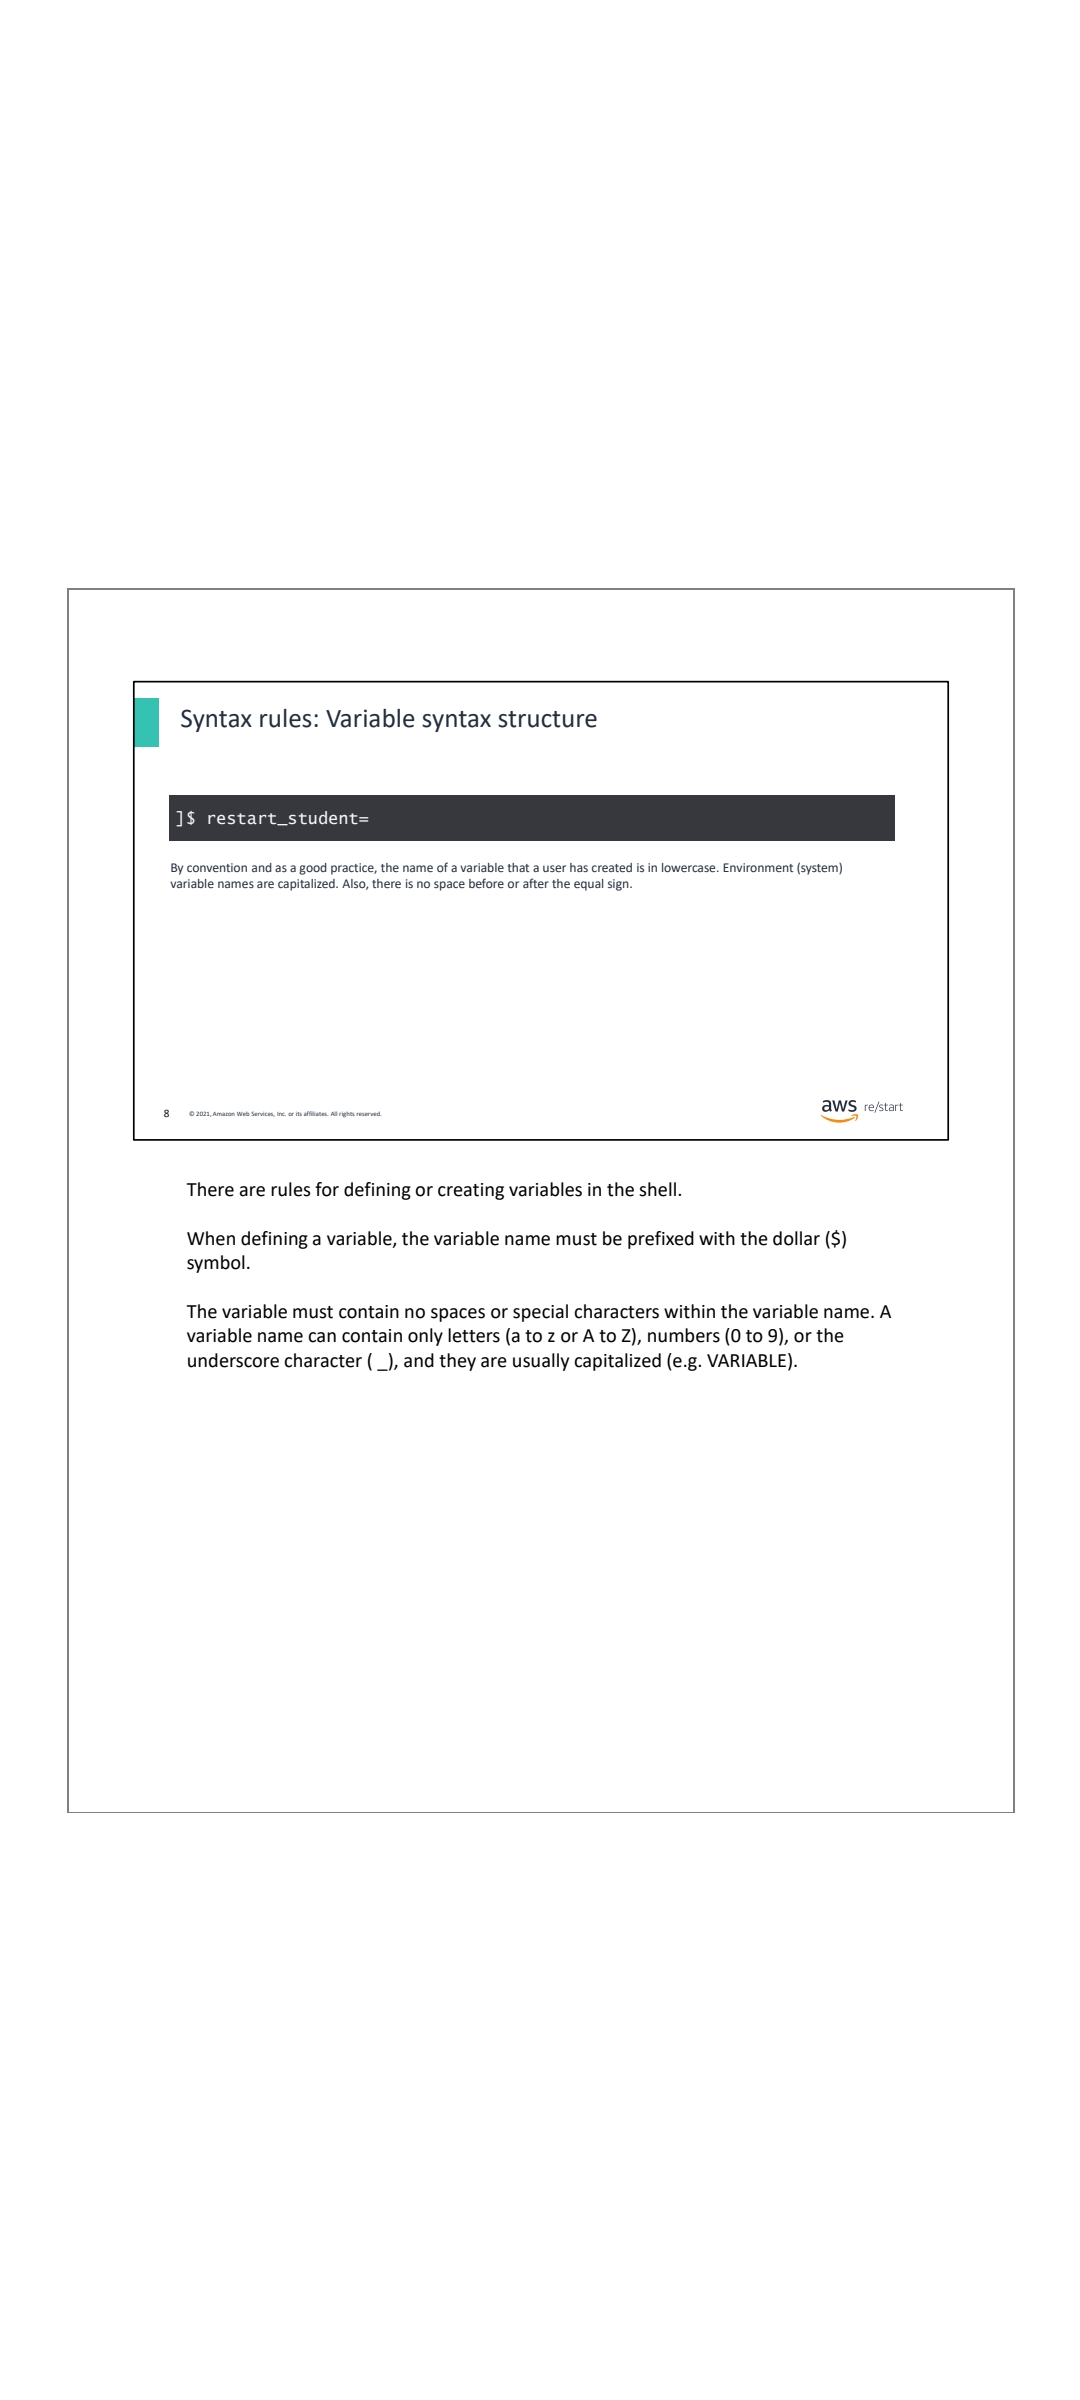 Syntax rules: Variable syntax structure
]$ restart_student=
By convention and as a good practice, the name of a variable that a user has created is in lowercase. Environment (system)
variable names are capitalized. Also, there is no space before or after the equal sign.
8 © 2021, Amazon Web Services, Inc. or its affiliates. All rights reserved.
aws re/start
There are rules for defining or creating variables in the shell.
When defining a variable, the variable name must be prefixed with the dollar ($)
symbol.
The variable must contain no spaces or special characters within the variable name. A
variable name can contain only letters (a to z or A to Z), numbers (0 to 9), or the
underscore character ( _), and they are usually capitalized (e.g. VARIABLE).